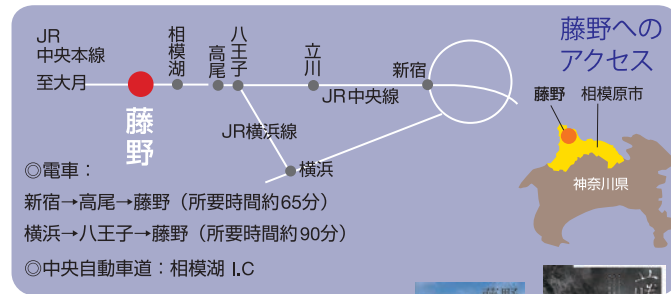 JR
中央本線
至大月
藤野
相模湖
高尾
八王子
立川
新宿
JR中央線
JR横浜線
横浜
藤野への
アクセス
藤野
相模原市
神奈川県
◎電車：
新宿→高尾→藤野（所要時間約65分）
横浜→八王子→藤野（所要時間約90分）
◎中央自動車道：相模湖 I.C
藤野